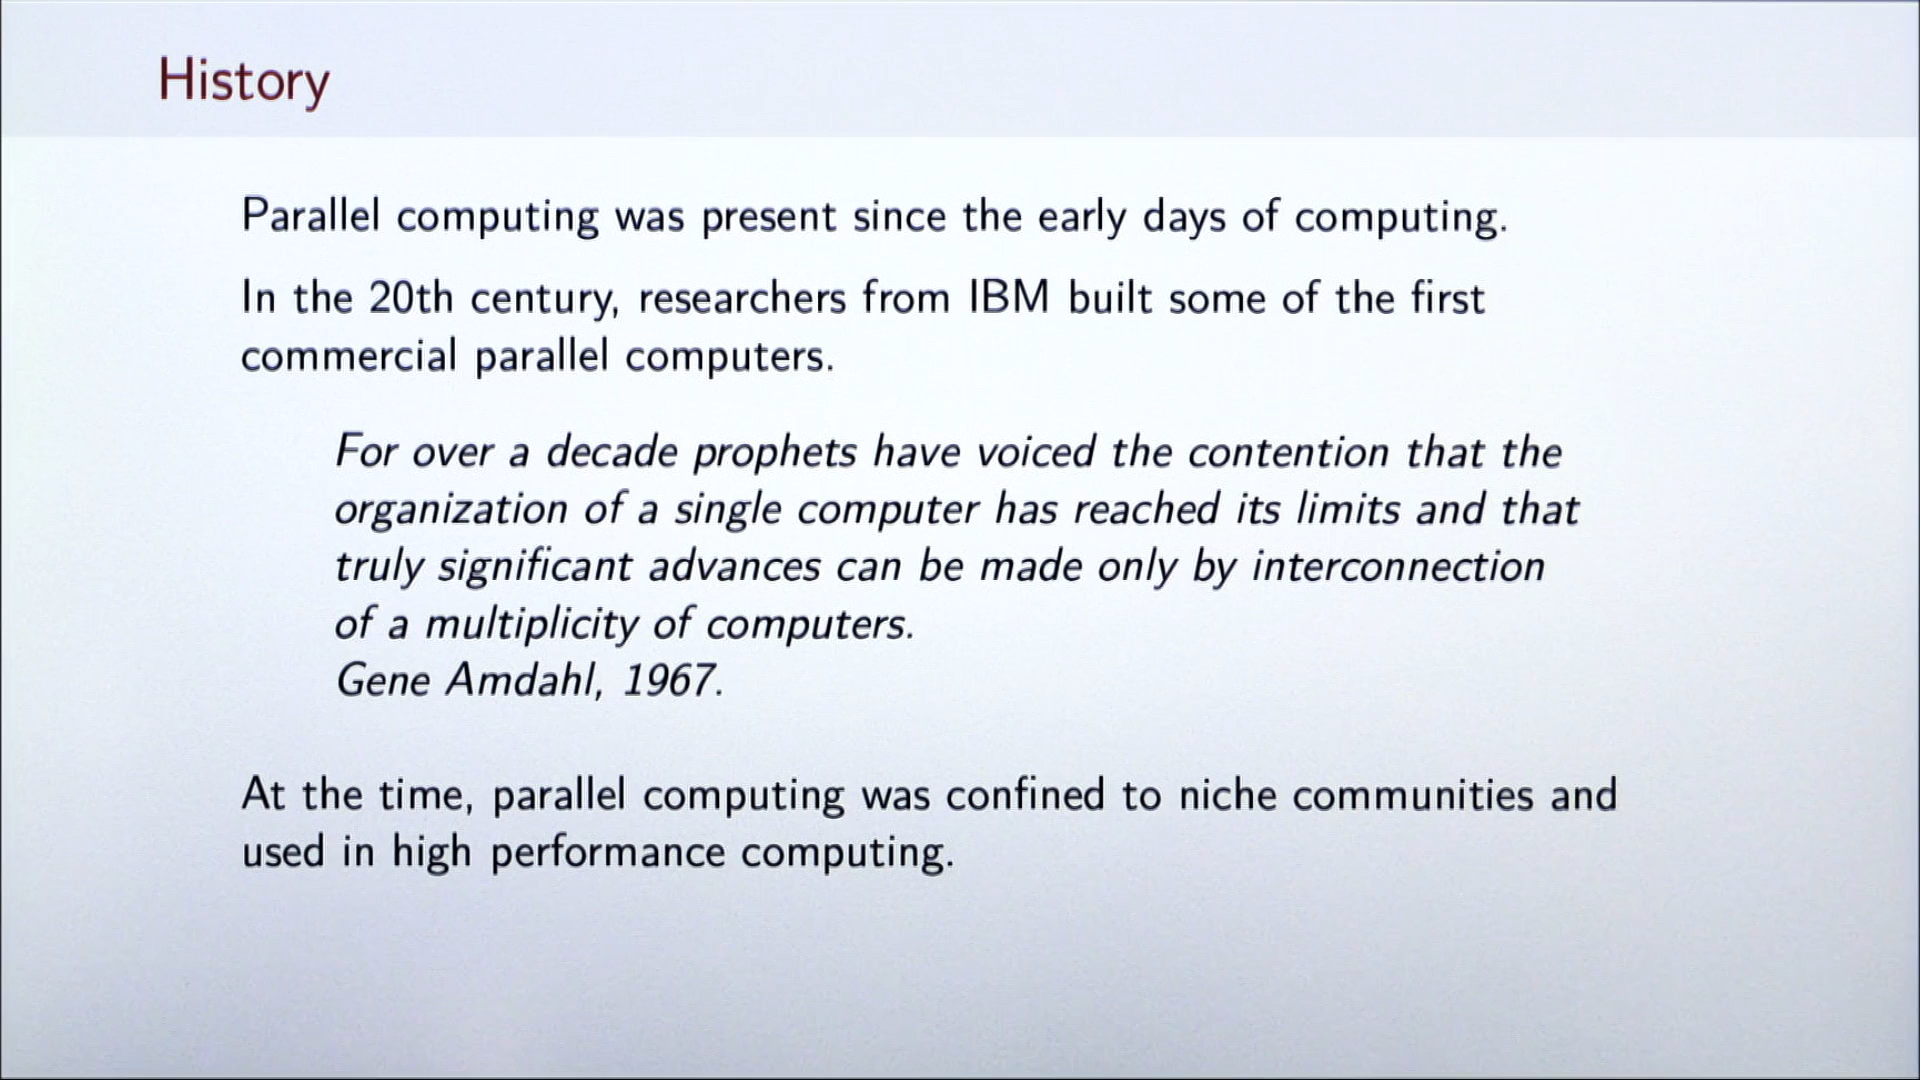 History
Parallel computing was present since the early days of computing.
In the 20th century, researchers from IBM built some of the first
commercial parallel computers.
For over a decade prophets have voiced the contention that the
organization of a single computer has reached its limits and that
truly significant advances can be made only by interconnection
of a multiplicity of computers.
Gene Amdahl, 1967.
At the time, parallel computing was confined to niche communities and
used in high performance computing.